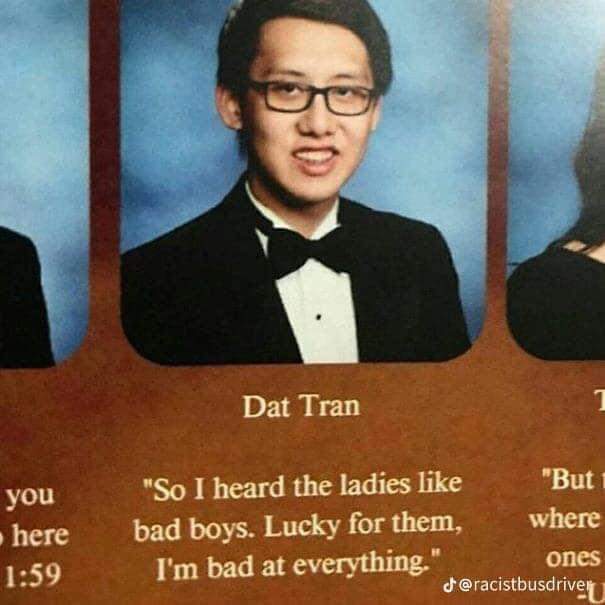 Dat Tran
"So I heard the ladies like
bad boys. Lucky for them,
I'm bad at everything."
you
here
1:59
"But
where
ones
@racistbusdriver